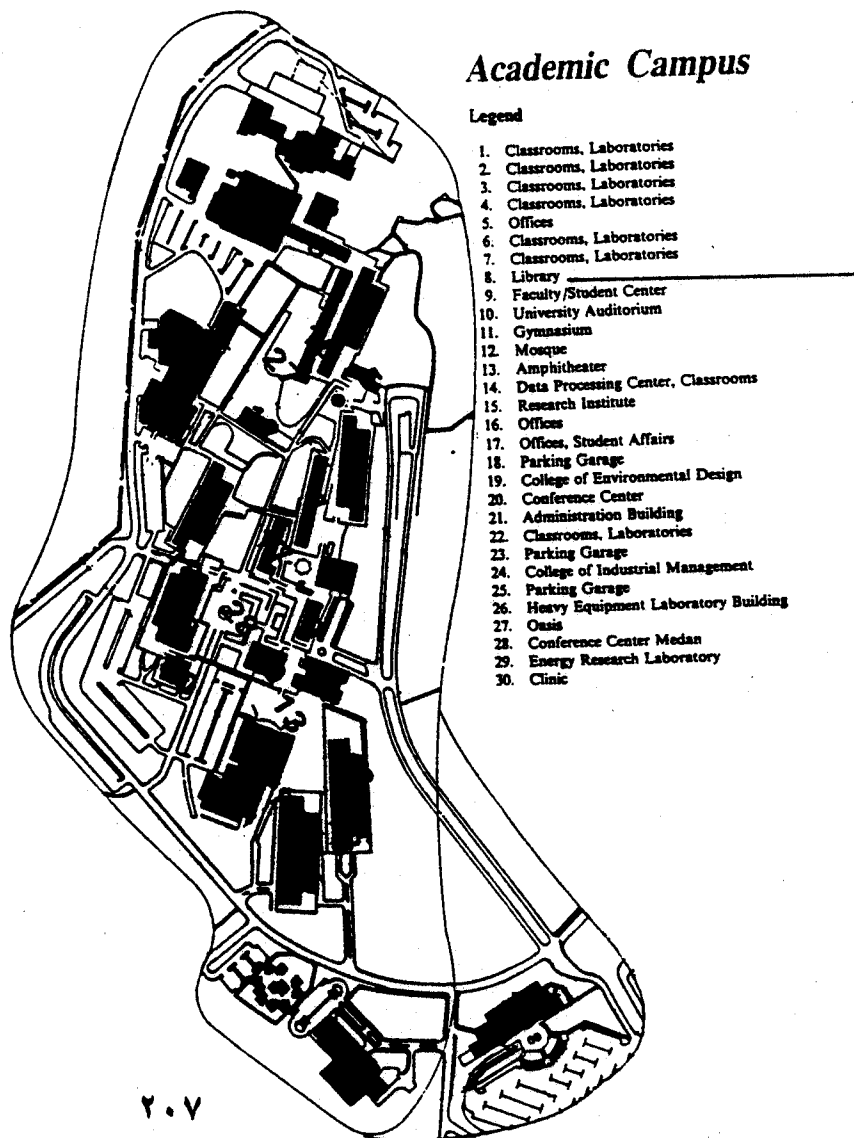 Academic Campus
Legend
1. Classrooms, Laboratories
2. Classrooms, Laboratories
3. Classrooms, Laboratories
4. Classrooms, Laboratories
5. Offices
6. Classrooms, Laboratories
7. Classrooms, Laboratories
8. Library
9. Faculty/Student Center
10. University Auditorium
11. Gymnasium
12. Mosque
13. Amphitheater
14. Data Processing Center, Classrooms
15. Research Institute
16. Offices
17. Offices, Student Affairs
18. Parking Garage
19. College of Environmental Design
20. Conference Center
21. Administration Building
22. Classrooms, Laboratories
23. Parking Garage
24. College of Industrial Management
25. Parking Garage
26. Heavy Equipment Laboratory Building
27. Oasis
28. Conference Center Medan
29. Energy Research Laboratory
30. Clinic
27
28
13
٢٠٧